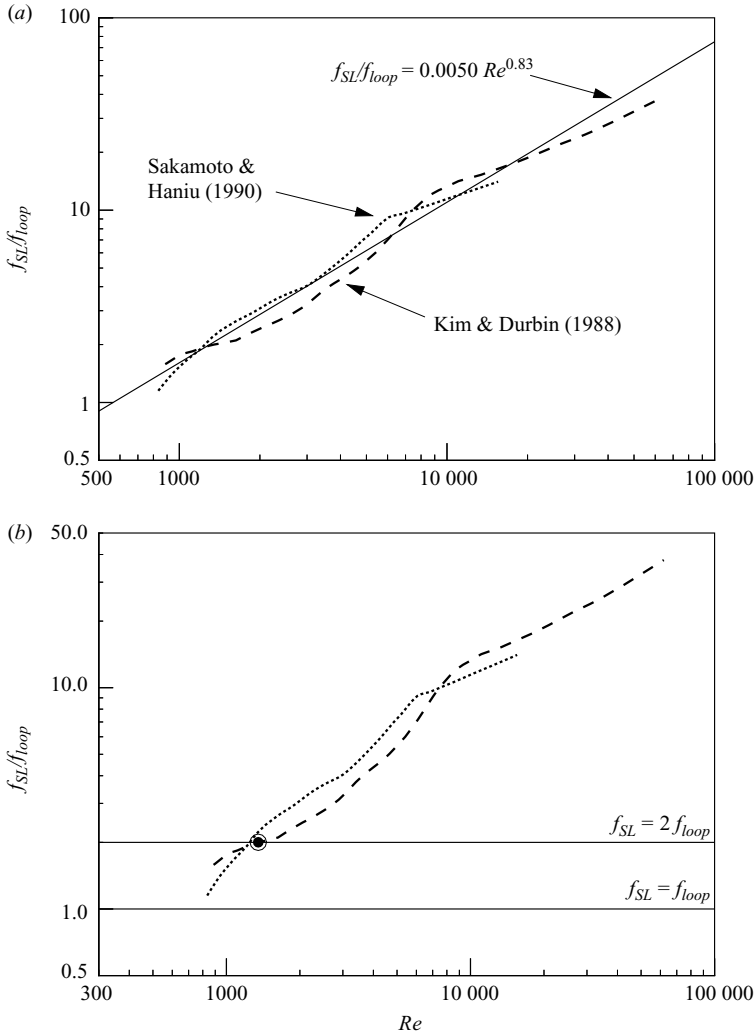 (a)
100
f_SL/f_loop = 0.0050 Re^0.83
Sakamoto &
Haniu (1990)
10
f_SL/f_loop
Kim & Durbin (1988)
1
0.5
500 1000 10 000 100 000
(b)
50.0
10.0
f_SL/f_loop
f_SL = 2 f_loop
f_SL = f_loop
1.0
0.5
300 1000 10 000 100 000
Re